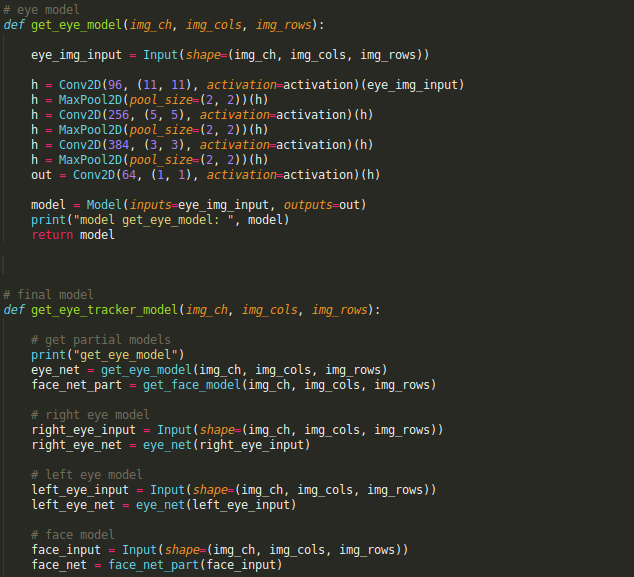 # eye model
def get_eye_model(img_ch, img_cols, img_rows):
eye_img_input = Input(shape=(img_ch, img_cols, img_rows))
h = Conv2D(96, (11, 11), activation=activation)(eye_img_input)
h = MaxPool2D(pool_size=(2, 2))(h)
h = Conv2D(256, (5, 5), activation=activation)(h)
h = MaxPool2D(pool_size=(2, 2))(h)
h = Conv2D(384, (3, 3), activation=activation)(h)
h = MaxPool2D(pool_size=(2, 2))(h)
out = Conv2D(64, (1, 1), activation=activation)(h)
model = Model(inputs=eye_img_input, outputs=out)
print("model get_eye_model: ", model)
return model
# final model
def get_eye_tracker_model(img_ch, img_cols, img_rows):
# get partial models
print("get_eye_model")
eye_net = get_eye_model(img_ch, img_cols, img_rows)
face_net_part = get_face_model(img_ch, img_cols, img_rows)
# right eye model
right_eye_input = Input(shape=(img_ch, img_cols, img_rows))
right_eye_net = eye_net(right_eye_input)
# left eye model
left_eye_input = Input(shape=(img_ch, img_cols, img_rows))
left_eye_net = eye_net(left_eye_input)
# face model
face_input = Input(shape=(img_ch, img_cols, img_rows))
face_net = face_net_part(face_input)